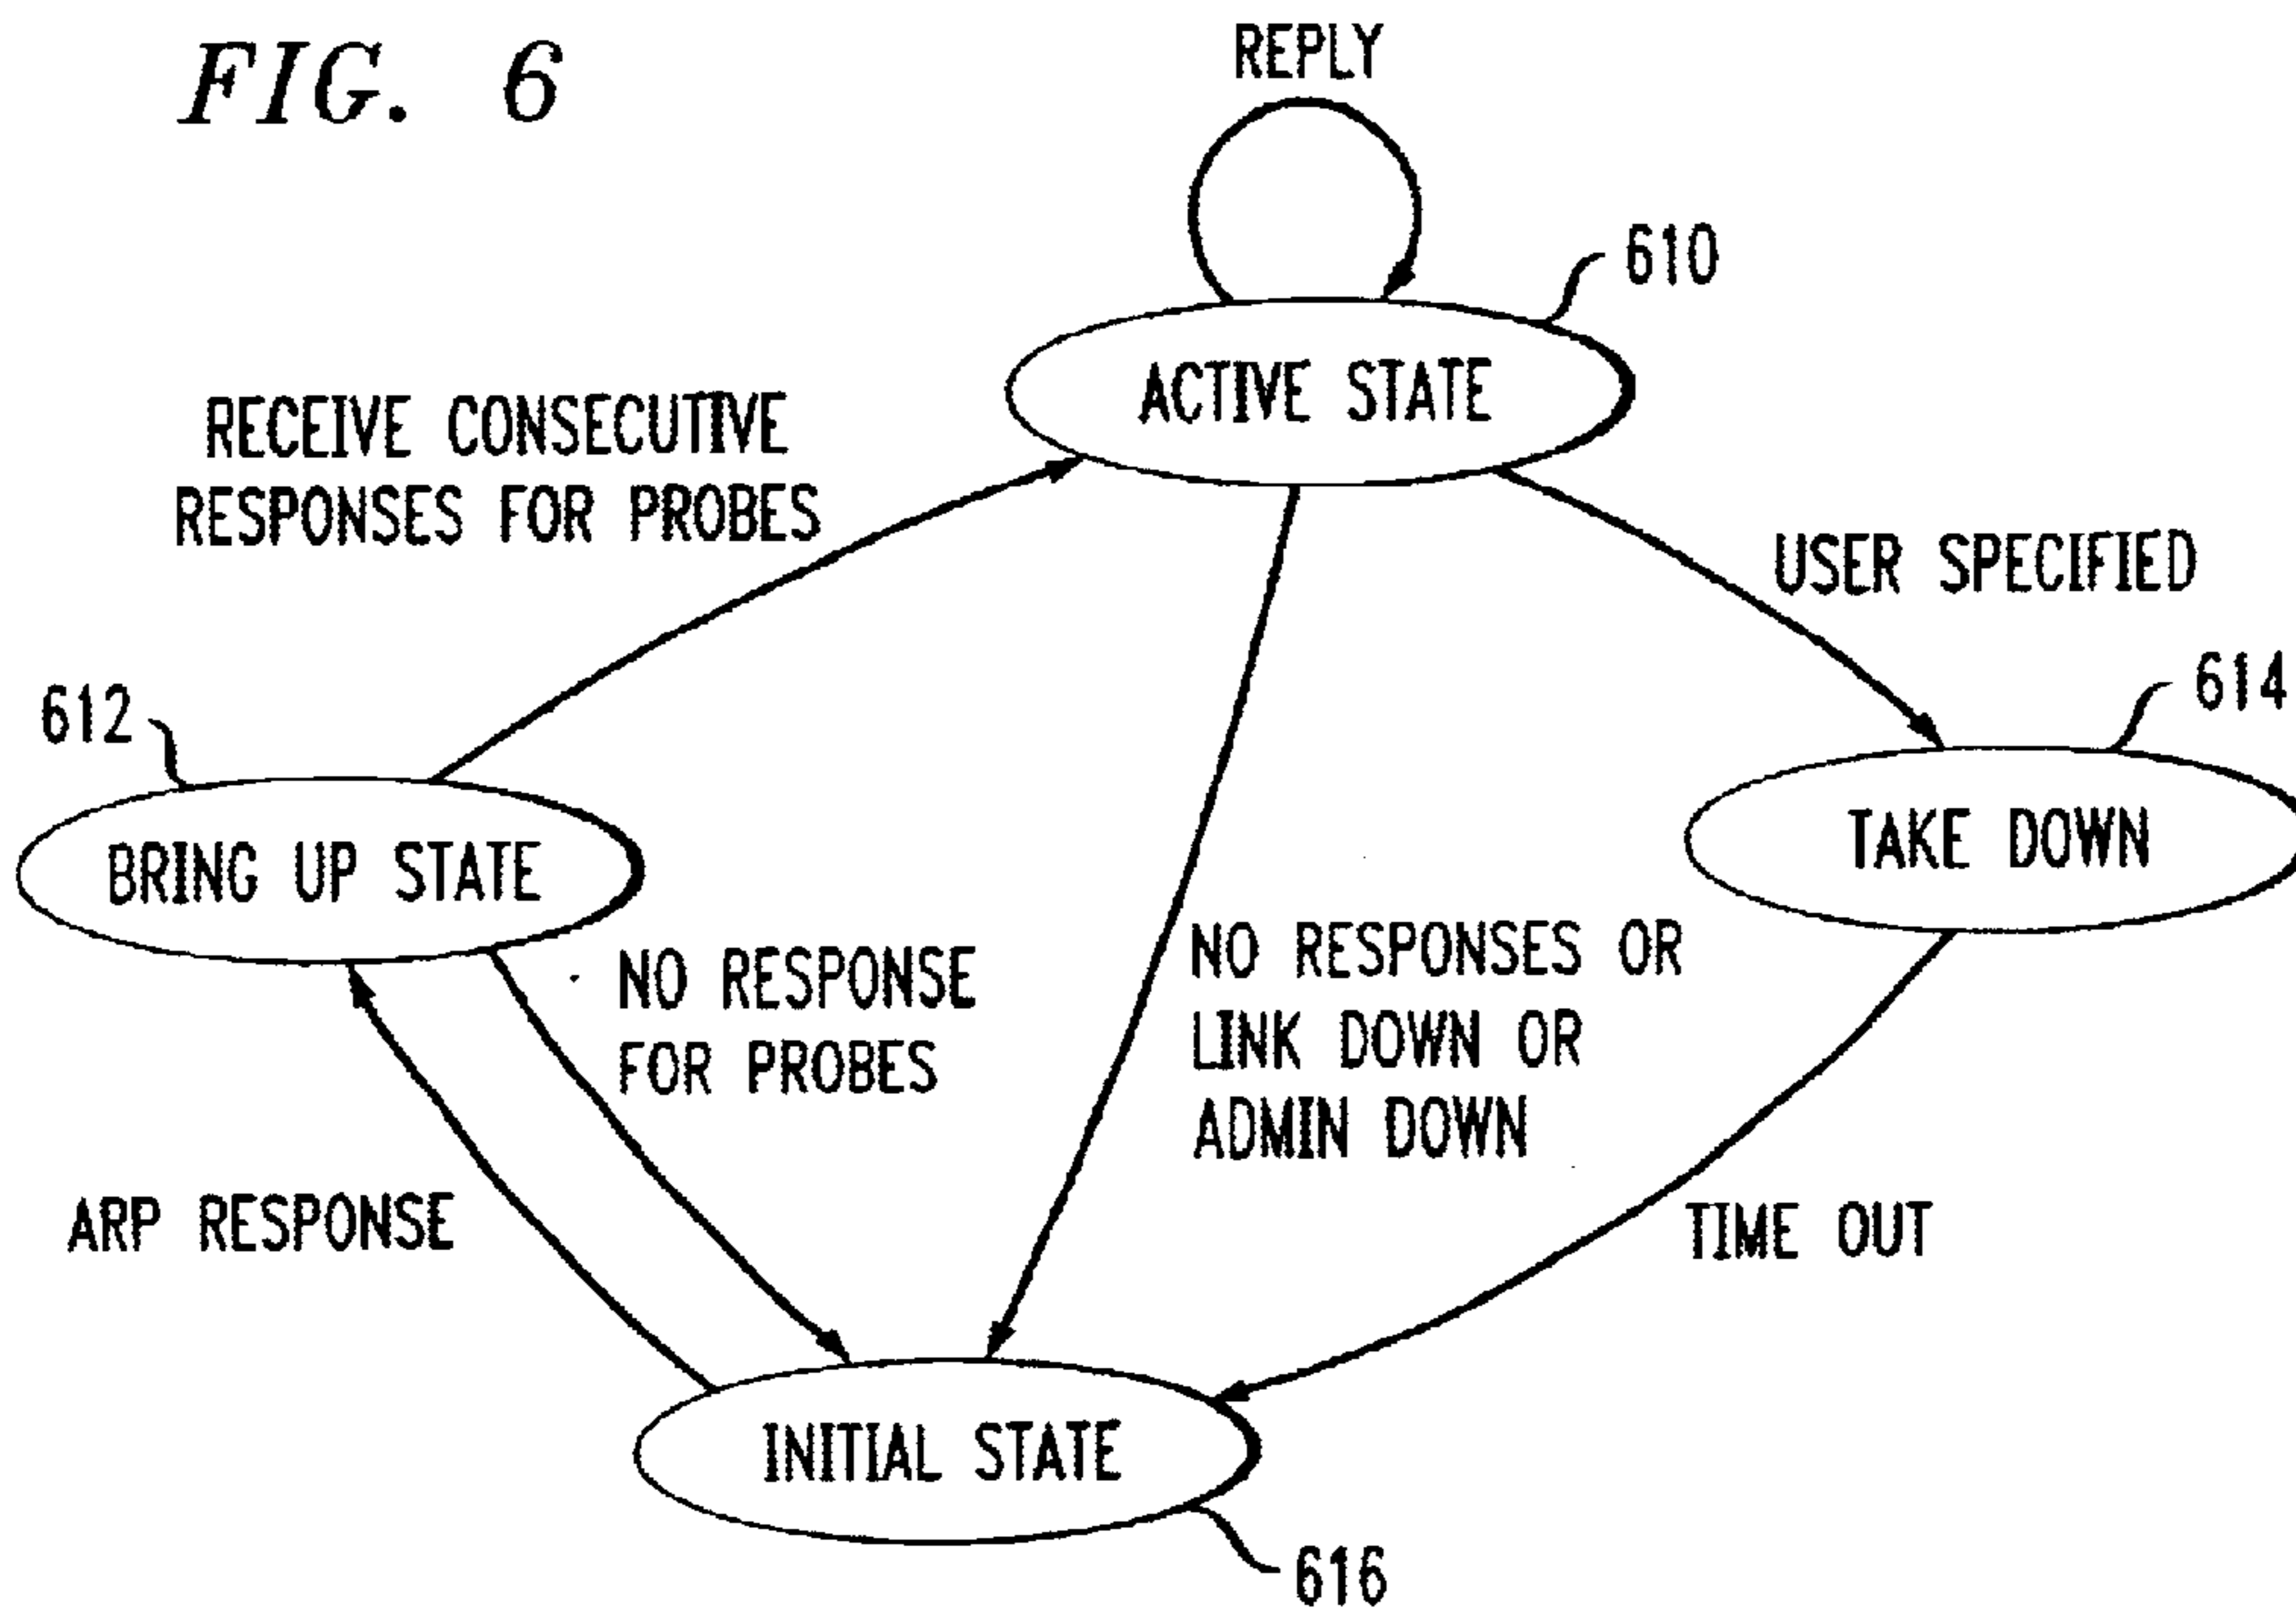 FIG. 6
REPLY
610
ACTIVE STATE
RECEIVE CONSECUTIVE
RESPONSES FOR PROBES
USER SPECIFIED
612
614
BRING UP STATE
TAKE DOWN
NO RESPONSE
FOR PROBES
NO RESPONSES OR
LINK DOWN OR
ADMIN DOWN
ARP RESPONSE
TIME OUT
INITIAL STATE
616